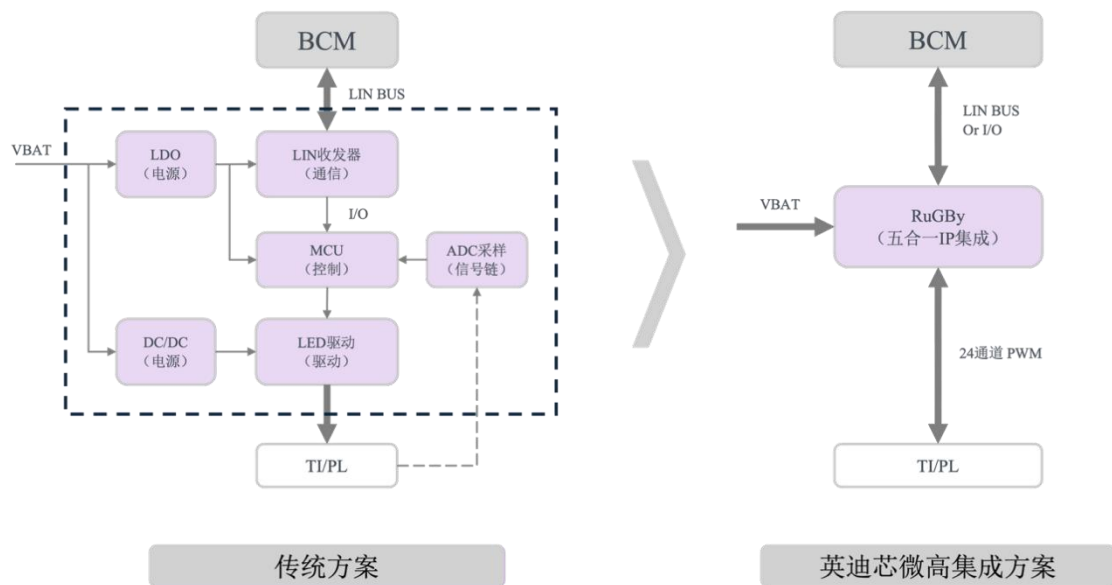 BCM
LIN BUS
VBAT
LDO
（电源）
LIN收发器
（通信）
I/O
MCU
（控制）
ADC采样
（信号链）
DC/DC
（电源）
LED驱动
（驱动）
TI/PL
传统方案
BCM
LIN BUS
Or I/O
VBAT
RuGBy
（五合一IP集成）
24通道 PWM
TI/PL
英迪芯微高集成方案